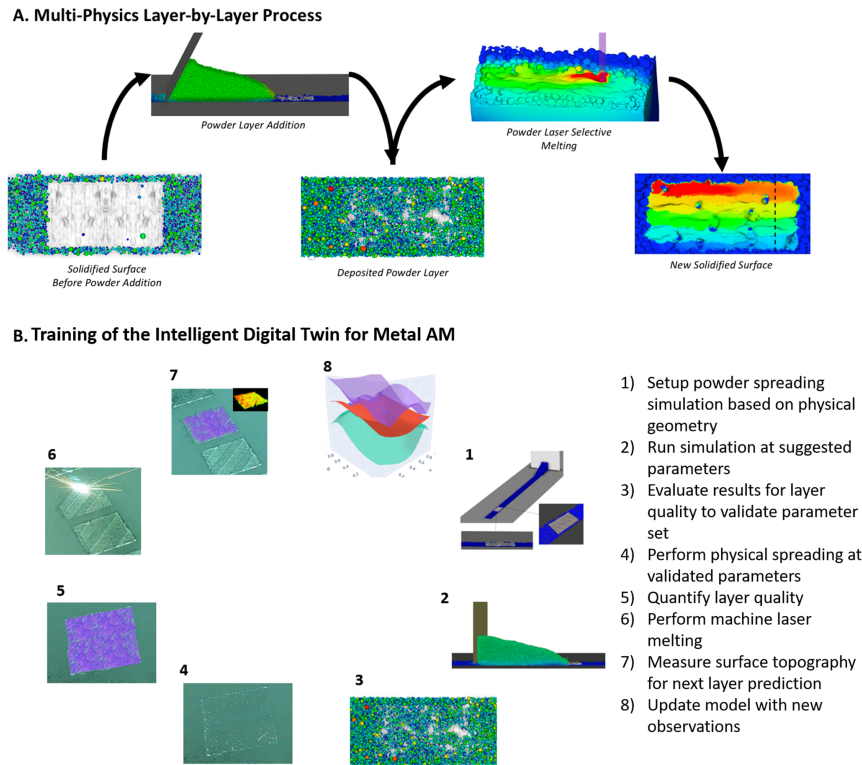 A. Multi-Physics Layer-by-Layer Process
Powder Layer Addition
Powder Laser Selective
Melting
Solidified Surface
Before Powder Addition
Deposited Powder Layer
New Solidified Surface
B. Training of the Intelligent Digital Twin for Metal AM
7
8
6
1
5
2
4
3
1) Setup powder spreading
simulation based on physical
geometry
2) Run simulation at suggested
parameters
3) Evaluate results for layer
quality to validate parameter
set
4) Perform physical spreading at
validated parameters
5) Quantify layer quality
6) Perform machine laser
melting
7) Measure surface topography
for next layer prediction
8) Update model with new
observations